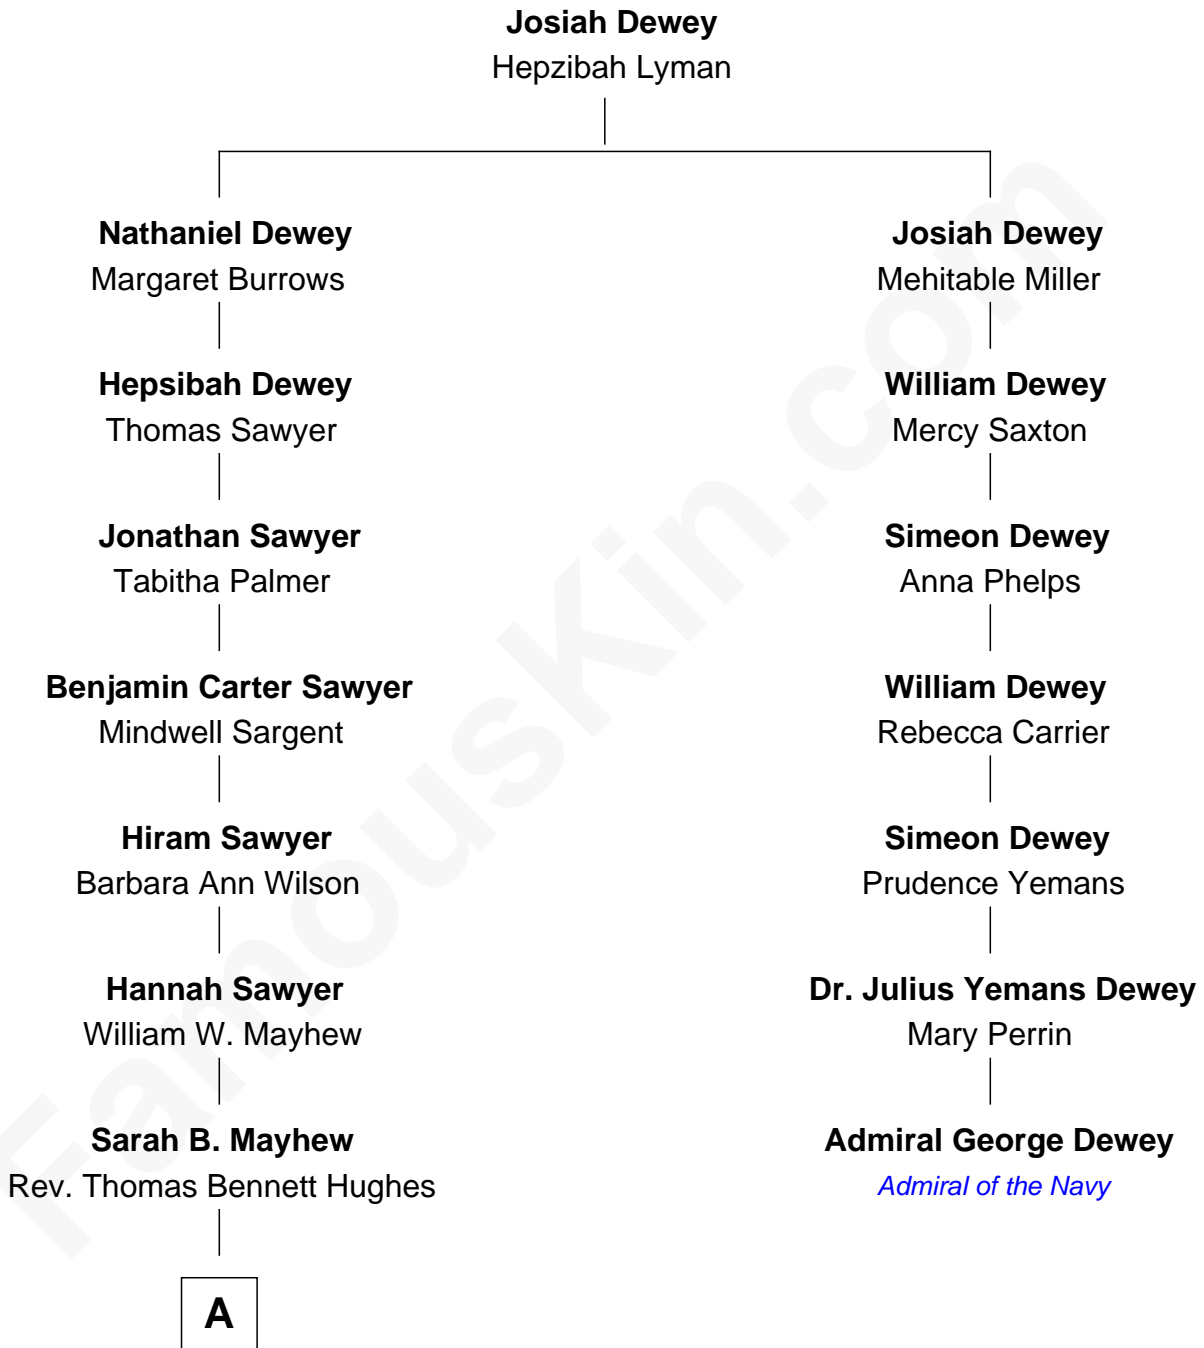 Josiah Dewey
Hepzibah Lyman
Nathaniel Dewey
Margaret Burrows
Josiah Dewey
Mehitable Miller
Hepsibah Dewey
Thomas Sawyer
William Dewey
Mercy Saxton
Jonathan Sawyer
Tabitha Palmer
Simeon Dewey
Anna Phelps
Benjamin Carter Sawyer
Mindwell Sargent
William Dewey
Rebecca Carrier
Hiram Sawyer
Barbara Ann Wilson
Simeon Dewey
Prudence Yemans
Hannah Sawyer
William W. Mayhew
Dr. Julius Yemans Dewey
Mary Perrin
Sarah B. Mayhew
Rev. Thomas Bennett Hughes
Admiral George Dewey
Admiral of the Navy
A
FamousKin.com